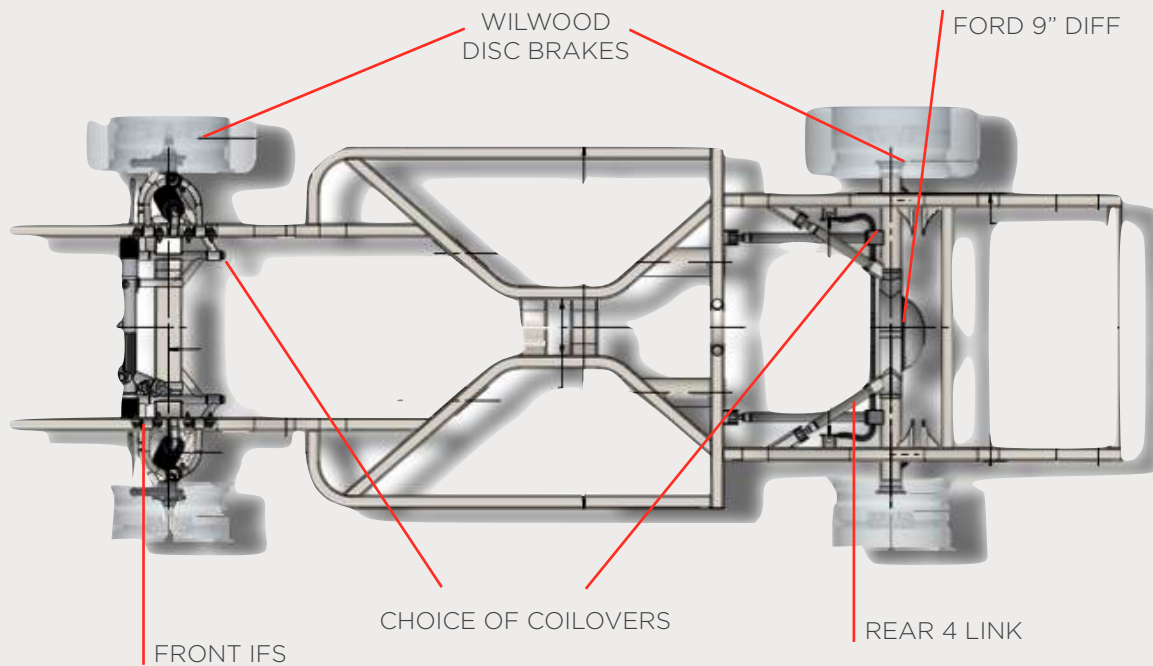 WILWOOD
DISC BRAKES
FORD 9” DIFF
CHOICE OF COILOVERS
REAR 4 LINK
FRONT IFS